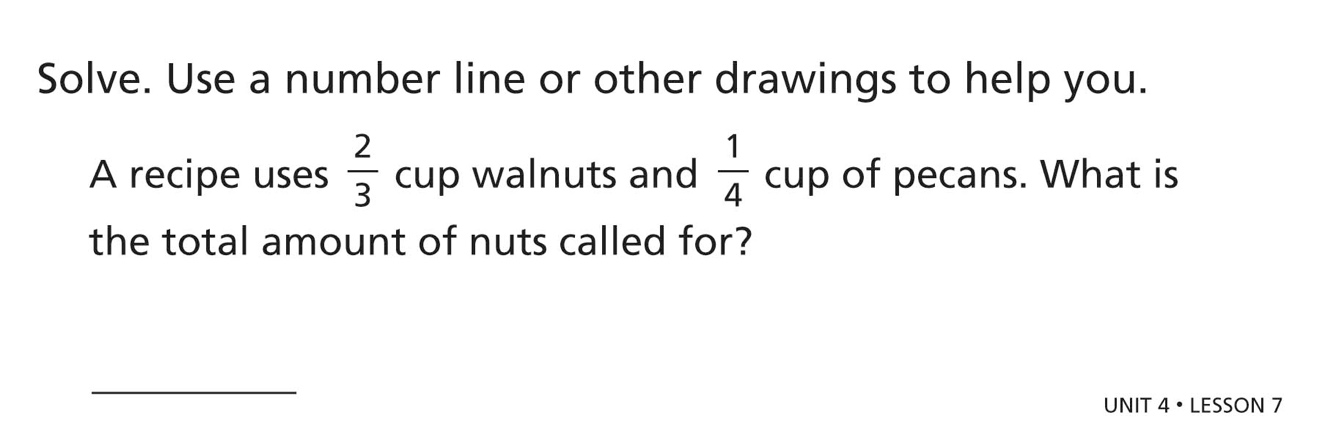 Solve. Use a number line or other drawings to help you.
A recipe uses 2/3 cup walnuts and 1/4 cup of pecans. What is
the total amount of nuts called for?
UNIT 4 • LESSON 7